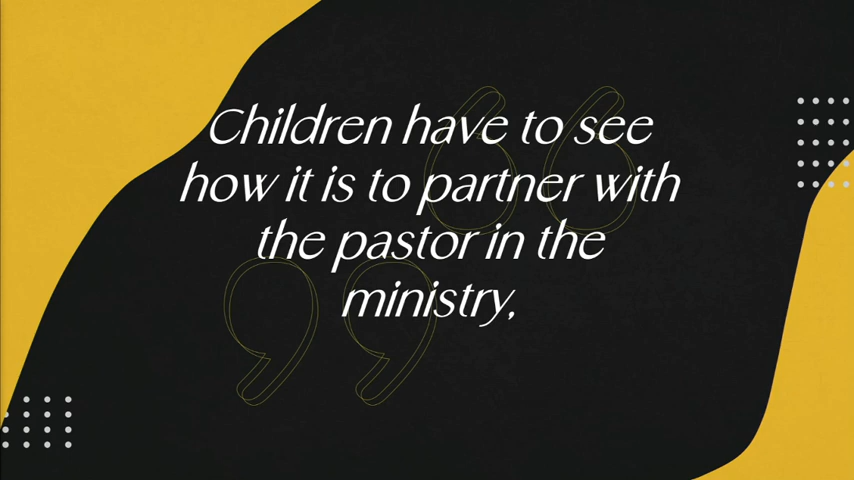 Children have to see
how it is to partner with
the pastor in the
ministry,